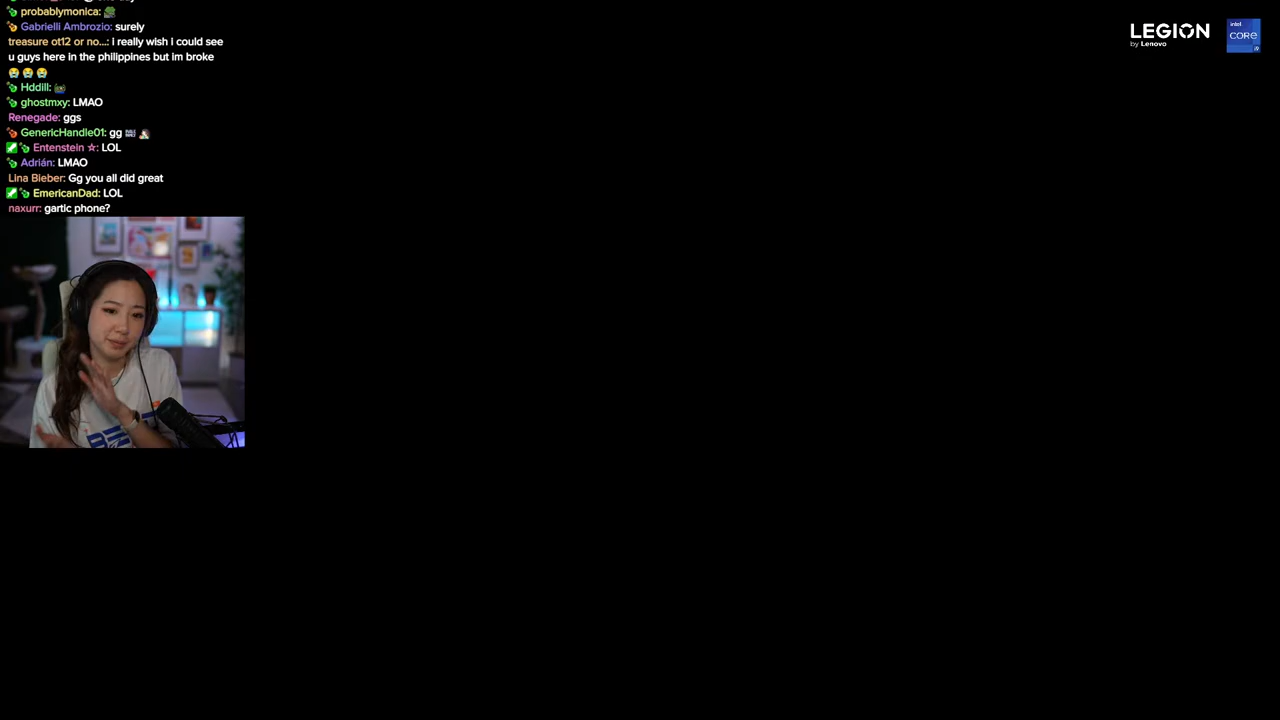 probablymonica:
Gabrielli Ambrozio: surely
treasure ot12 or no...: i really wish i could see
u guys here in the philippines but im broke
Hddill:
ghostmxy: LMAO
Renegade: ggs
GenericHandle01: gg
Entenstein ☆: LOL
Adrián: LMAO
Lina Bieber: Gg you all did great
EmericanDad: LOL
naxurr: gartic phone?
LEGION
by Lenovo
intel
CORE
i9